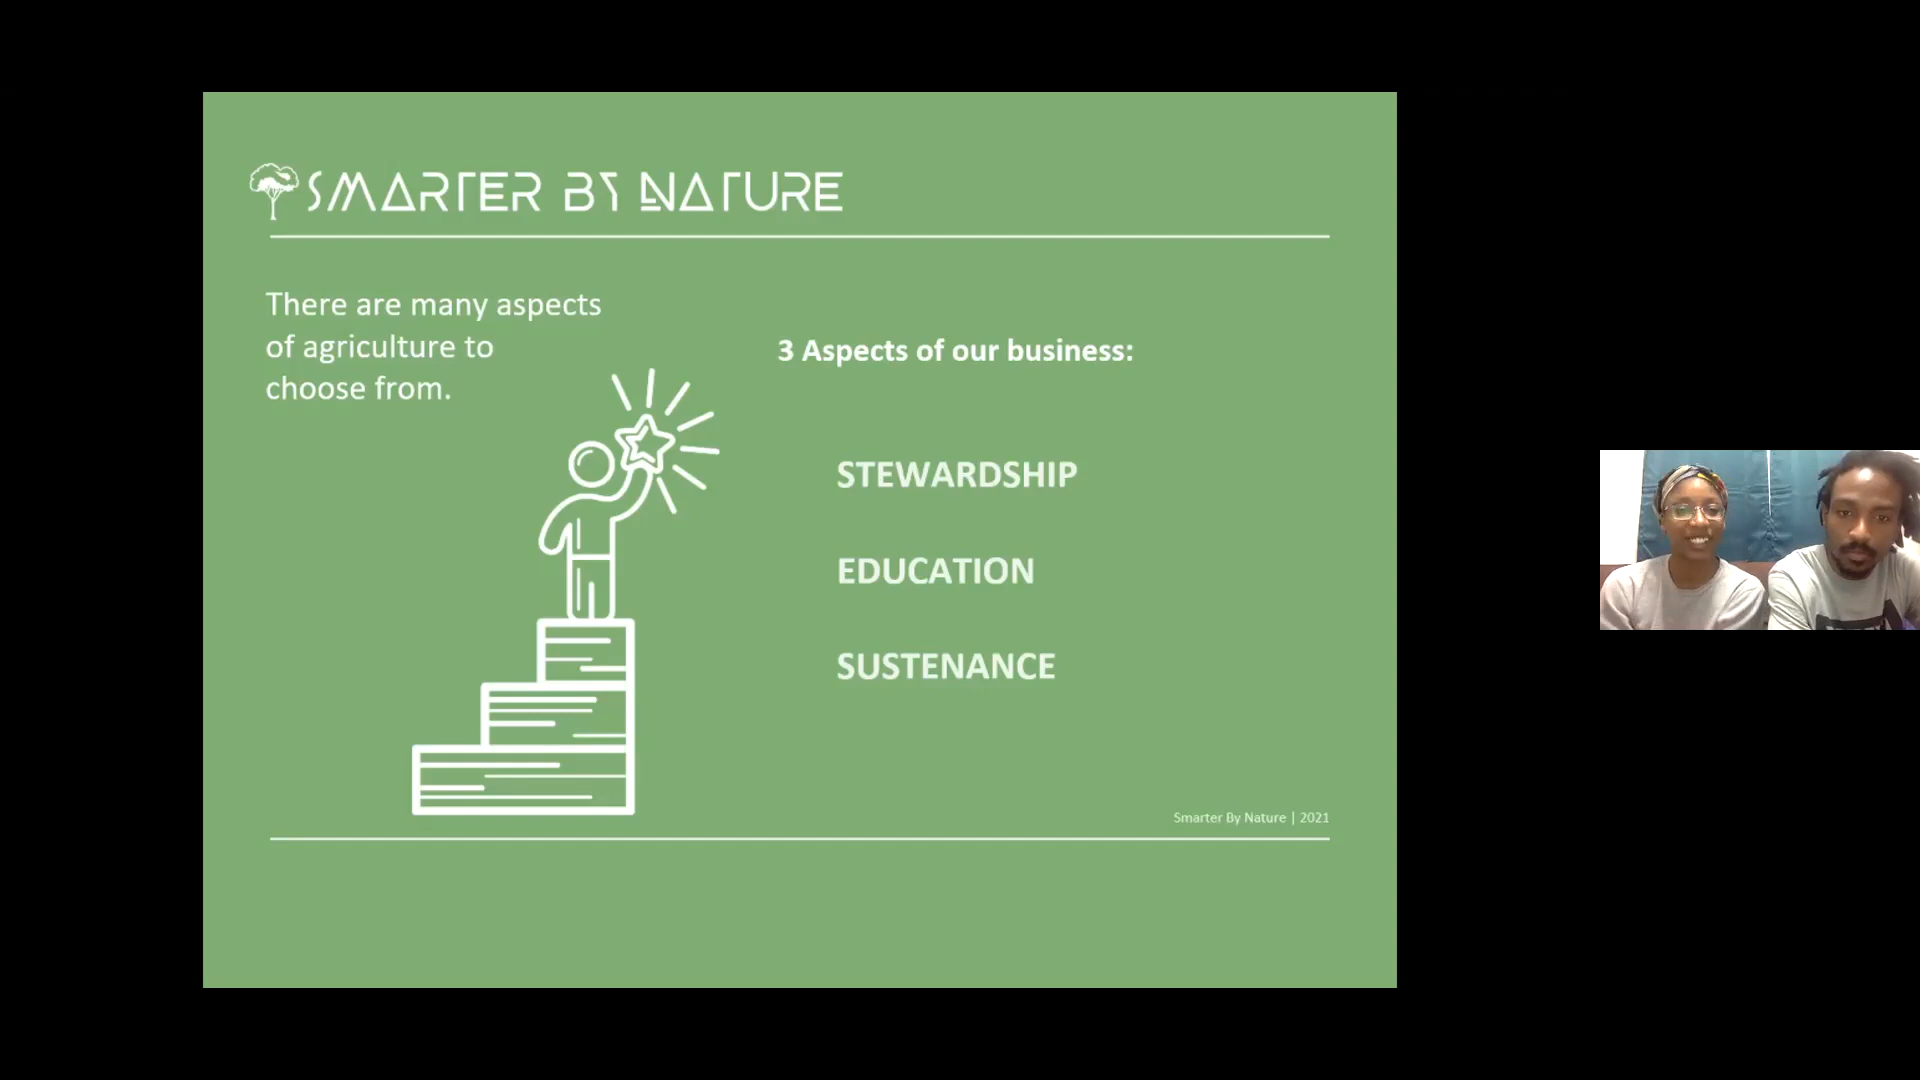 SMARTER BY NATURE
There are many aspects
of agriculture to
choose from.
3 Aspects of our business:
STEWARDSHIP
EDUCATION
SUSTENANCE
Smarter By Nature | 2021